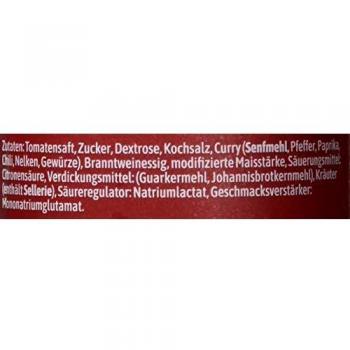 Zutaten: Tomatensaft, Zucker, Dextrose, Kochsalz, Curry (Senfmehl, Pfeffer, Paprika,
Chili, Nelken, Gewürze), Branntweinessig, modifizierte Maisstärke, Säuerungsmittel:
Citronensäure, Verdickungsmittel: (Guarkermehl, Johannisbrotkernmehl), Kräuter
(enthält Sellerie), Säureregulator: Natriumlactat, Geschmacksverstärker:
Mononatriumglutamat.